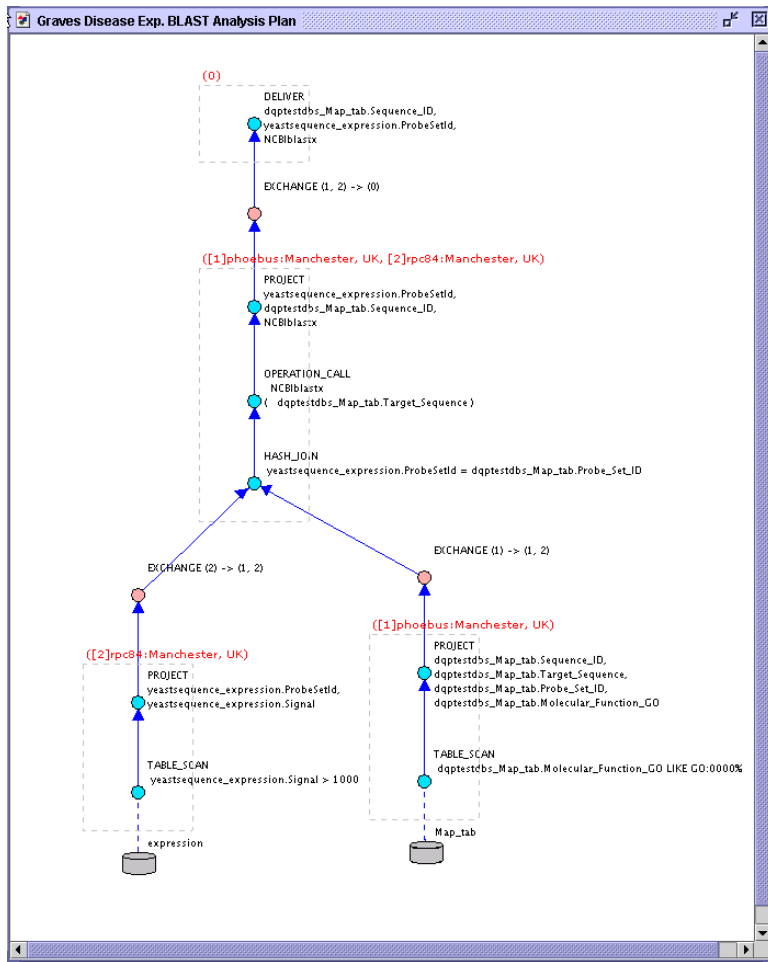 Graves Disease Exp. BLAST Analysis Plan
(0)
DELIVER
dqptestdbs_Map_tab.Sequence_ID,
yeastsequence_expression.ProbeSetId,
NCBIblastx
EXCHANGE (1, 2) -> (0)
([1]phoebus:Manchester, UK, [2]rpc84:Manchester, UK)
PROJECT
yeastsequence_expression.ProbeSetId,
dqptestdbs_Map_tab.Sequence_ID,
NCBIblastx
OPERATION_CALL
NCBIblastx
( dqptestdbs_Map_tab.Target_Sequence )
HASH_JOIN
yeastsequence_expression.ProbeSetId = dqptestdbs_Map_tab.Probe_Set_ID
EXCHANGE (2) -> (1, 2)
([2]rpc84:Manchester, UK)
PROJECT
yeastsequence_expression.ProbeSetId,
yeastsequence_expression.Signal
TABLE_SCAN
yeastsequence_expression.Signal > 1000
expression
EXCHANGE (1) -> (1, 2)
([1]phoebus:Manchester, UK)
PROJECT
dqptestdbs_Map_tab.Sequence_ID,
dqptestdbs_Map_tab.Target_Sequence,
dqptestdbs_Map_tab.Probe_Set_ID,
dqptestdbs_Map_tab.Molecular_Function_GO
TABLE_SCAN
dqptestdbs_Map_tab.Molecular_Function_GO LIKE GO:0000%
Map_tab